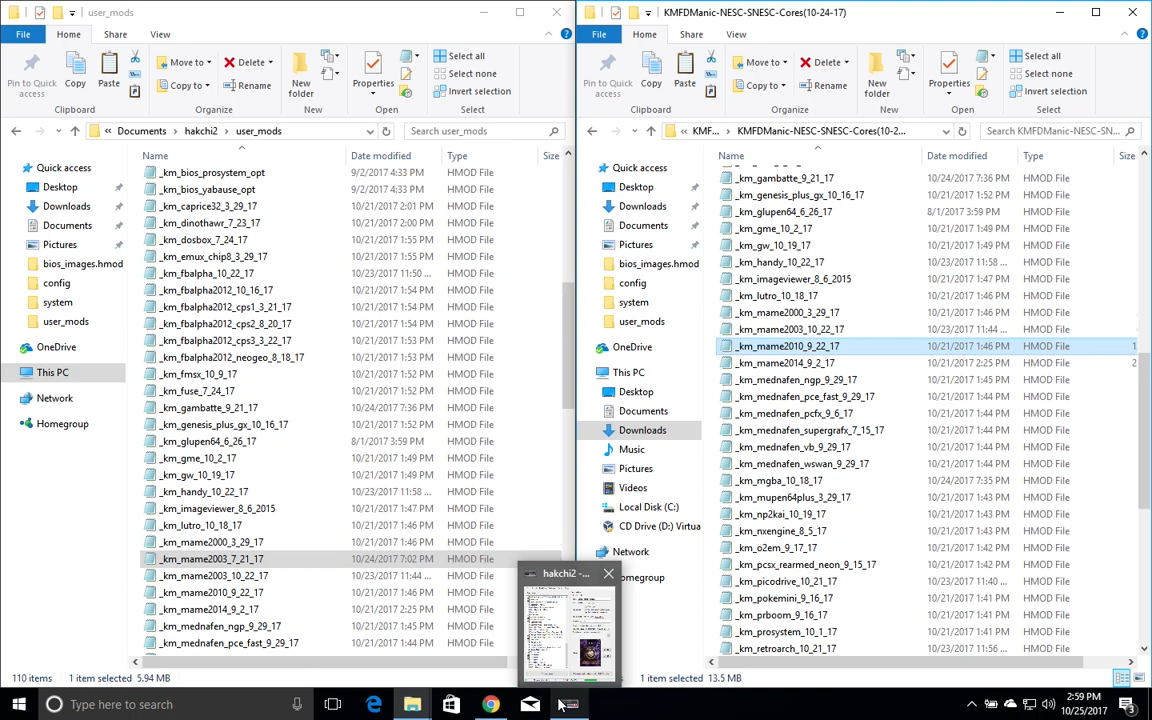 user_mods
File Home Share View
Pin to Quick access
Copy
Paste
Clipboard
Move to
Copy to
Delete
Rename
Organize
New folder
New
Properties
Open
Select all
Select none
Invert selection
Select
« Documents > hakchi2 > user_mods
Search user_mods
Name Date modified Type Size
Quick access
Desktop
Downloads
Documents
Pictures
bios_images.hmod
config
system
user_mods
OneDrive
This PC
Network
Homegroup
_km_bios_prosystem_opt 9/2/2017 4:33 PM HMOD File
_km_bios_yabause_opt 9/2/2017 4:33 PM HMOD File
_km_caprice32_3_29_17 10/21/2017 2:01 PM HMOD File
_km_dinothawr_7_23_17 10/21/2017 2:00 PM HMOD File
_km_dosbox_7_24_17 10/21/2017 1:55 PM HMOD File
_km_emux_chip8_3_29_17 10/21/2017 1:55 PM HMOD File
_km_fbalpha_10_22_17 10/23/2017 11:50 ... HMOD File
_km_fbalpha2012_10_16_17 10/21/2017 1:54 PM HMOD File
_km_fbalpha2012_cps1_3_21_17 10/21/2017 1:54 PM HMOD File
_km_fbalpha2012_cps2_8_20_17 10/21/2017 1:54 PM HMOD File
_km_fbalpha2012_cps3_3_22_17 10/21/2017 1:53 PM HMOD File
_km_fbalpha2012_neogeo_8_18_17 10/21/2017 1:53 PM HMOD File
_km_fmsx_10_9_17 10/21/2017 1:52 PM HMOD File
_km_fuse_7_24_17 10/21/2017 1:52 PM HMOD File
_km_gambatte_9_21_17 10/24/2017 7:36 PM HMOD File
_km_genesis_plus_gx_10_16_17 10/21/2017 1:52 PM HMOD File
_km_glupen64_6_26_17 8/1/2017 3:59 PM HMOD File
_km_gme_10_2_17 10/21/2017 1:49 PM HMOD File
_km_gw_10_19_17 10/21/2017 1:49 PM HMOD File
_km_handy_10_22_17 10/23/2017 11:58 ... HMOD File
_km_imageviewer_8_6_2015 10/21/2017 1:47 PM HMOD File
_km_lutro_10_18_17 10/21/2017 1:46 PM HMOD File
_km_mame2000_3_29_17 10/21/2017 1:46 PM HMOD File
_km_mame2003_7_21_17 10/24/2017 7:02 PM HMOD File
_km_mame2003_10_22_17 10/23/2017 11:44 ... HMOD File
_km_mame2010_9_22_17 10/21/2017 1:46 PM HMOD File
_km_mame2014_9_2_17 10/21/2017 2:25 PM HMOD File
_km_mednafen_ngp_9_29_17 10/21/2017 1:45 PM HMOD File
_km_mednafen_pce_fast_9_29_17 10/21/2017 1:44 PM HMOD File
110 items 1 item selected 5.94 MB
KMFDManic-NESC-SNESC-Cores(10-24-17)
File Home Share View
Pin to Quick access
Copy
Paste
Clipboard
Move to
Copy to
Delete
Rename
Organize
New folder
New
Properties
Open
Select all
Select none
Invert selection
Select
« KMF... > KMFDManic-NESC-SNESC-Cores(10-2...
Search KMFDManic-NESC-SN...
Name Date modified Type Size
Quick access
Desktop
Downloads
Documents
Pictures
bios_images.hmod
config
system
user_mods
OneDrive
This PC
Desktop
Documents
Downloads
Music
Pictures
Videos
Local Disk (C:)
CD Drive (D:) Virtua
Network
omegroup
_km_gambatte_9_21_17 10/24/2017 7:36 PM HMOD File
_km_genesis_plus_gx_10_16_17 10/21/2017 1:52 PM HMOD File
_km_glupen64_6_26_17 8/1/2017 3:59 PM HMOD File
_km_gme_10_2_17 10/21/2017 1:49 PM HMOD File
_km_gw_10_19_17 10/21/2017 1:49 PM HMOD File
_km_handy_10_22_17 10/23/2017 11:58 ... HMOD File
_km_imageviewer_8_6_2015 10/21/2017 1:47 PM HMOD File
_km_lutro_10_18_17 10/21/2017 1:46 PM HMOD File
_km_mame2000_3_29_17 10/21/2017 1:46 PM HMOD File
_km_mame2003_10_22_17 10/23/2017 11:44 ... HMOD File
_km_mame2010_9_22_17 10/21/2017 1:46 PM HMOD File 1
_km_mame2014_9_2_17 10/21/2017 2:25 PM HMOD File 2
_km_mednafen_ngp_9_29_17 10/21/2017 1:45 PM HMOD File
_km_mednafen_pce_fast_9_29_17 10/21/2017 1:44 PM HMOD File
_km_mednafen_pcfx_9_6_17 10/21/2017 1:44 PM HMOD File
_km_mednafen_supergrafx_7_15_17 10/21/2017 1:44 PM HMOD File
_km_mednafen_vb_9_29_17 10/21/2017 1:44 PM HMOD File
_km_mednafen_wswan_9_29_17 10/21/2017 1:44 PM HMOD File
_km_mgba_10_18_17 10/24/2017 7:35 PM HMOD File
_km_mupen64plus_3_29_17 10/21/2017 1:43 PM HMOD File
_km_np2kai_10_19_17 10/21/2017 1:43 PM HMOD File
_km_nxengine_8_5_17 10/21/2017 1:43 PM HMOD File
_km_o2em_9_17_17 10/21/2017 1:42 PM HMOD File
_km_pcsx_rearmed_neon_9_15_17 10/21/2017 1:42 PM HMOD File
_km_picodrive_10_21_17 10/23/2017 11:40 ... HMOD File
_km_pokemini_9_16_17 10/21/2017 1:41 PM HMOD File
_km_prboom_9_16_17 10/21/2017 1:41 PM HMOD File
_km_prosystem_10_1_17 10/21/2017 1:41 PM HMOD File
_km_retroarch_10_21_17 10/23/2017 11:56 ... HMOD File
1 item selected 13.5 MB
hakchi2 -...
Type here to search
2:59 PM
10/25/2017
3